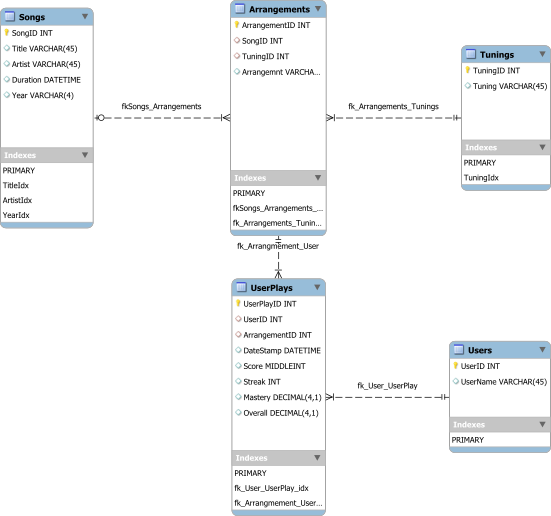 Songs
SongID INT
Title VARCHAR(45)
Artist VARCHAR(45)
Duration DATETIME
Year VARCHAR(4)
Indexes
PRIMARY
TitleIdx
ArtistIdx
YearIdx
fkSongs_Arrangements
Arrangements
ArrangementID INT
SongID INT
TuningID INT
Arrangemnt VARCHA...
Indexes
PRIMARY
fkSongs_Arrangements_...
fk_Arrangements_Tunin...
fk_Arrangements_Tunings
Tunings
TuningID INT
Tuning VARCHAR(45)
Indexes
PRIMARY
TuningIdx
fk_Arrangmement_User
UserPlays
UserPlayID INT
UserID INT
ArrangementID INT
DateStamp DATETIME
Score MIDDLEINT
Streak INT
Mastery DECIMAL(4,1)
Overall DECIMAL(4,1)
Indexes
PRIMARY
fk_User_UserPlay_idx
fk_Arrangmement_User...
fk_User_UserPlay
Users
UserID INT
UserName VARCHAR(45)
Indexes
PRIMARY